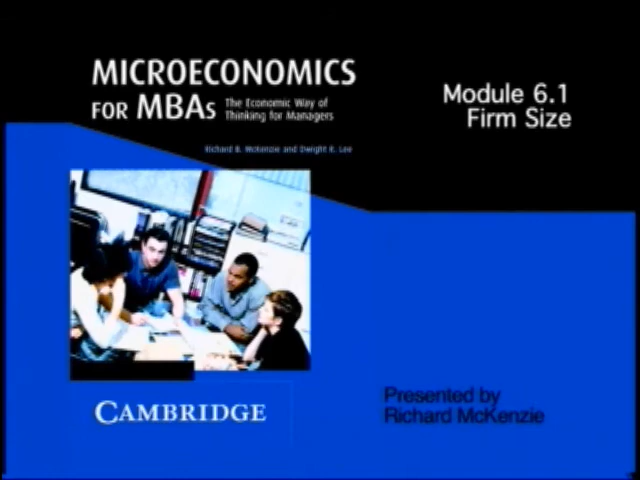 MICROECONOMICS
FOR MBAs The Economic Way of
Thinking for Managers
Richard B. McKenzie and Dwight R. Lee
Module 6.1
Firm Size
CAMBRIDGE
Presented by
Richard McKenzie